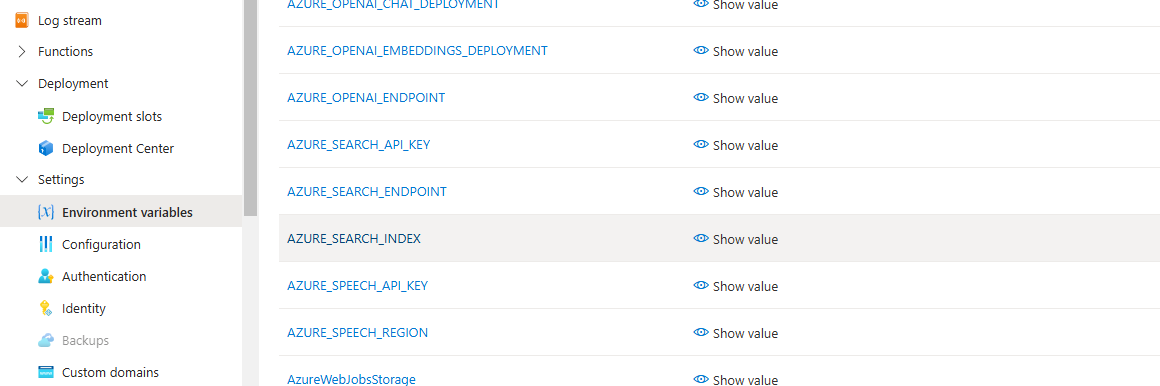 Log stream
Functions
Deployment
Deployment slots
Deployment Center
Settings
Environment variables
Configuration
Authentication
Identity
Backups
Custom domains
AZURE_OPENAI_CHAT_DEPLOYMENT Show value
AZURE_OPENAI_EMBEDDINGS_DEPLOYMENT Show value
AZURE_OPENAI_ENDPOINT Show value
AZURE_SEARCH_API_KEY Show value
AZURE_SEARCH_ENDPOINT Show value
AZURE_SEARCH_INDEX Show value
AZURE_SPEECH_API_KEY Show value
AZURE_SPEECH_REGION Show value
AzureWebJobsStorage Show value